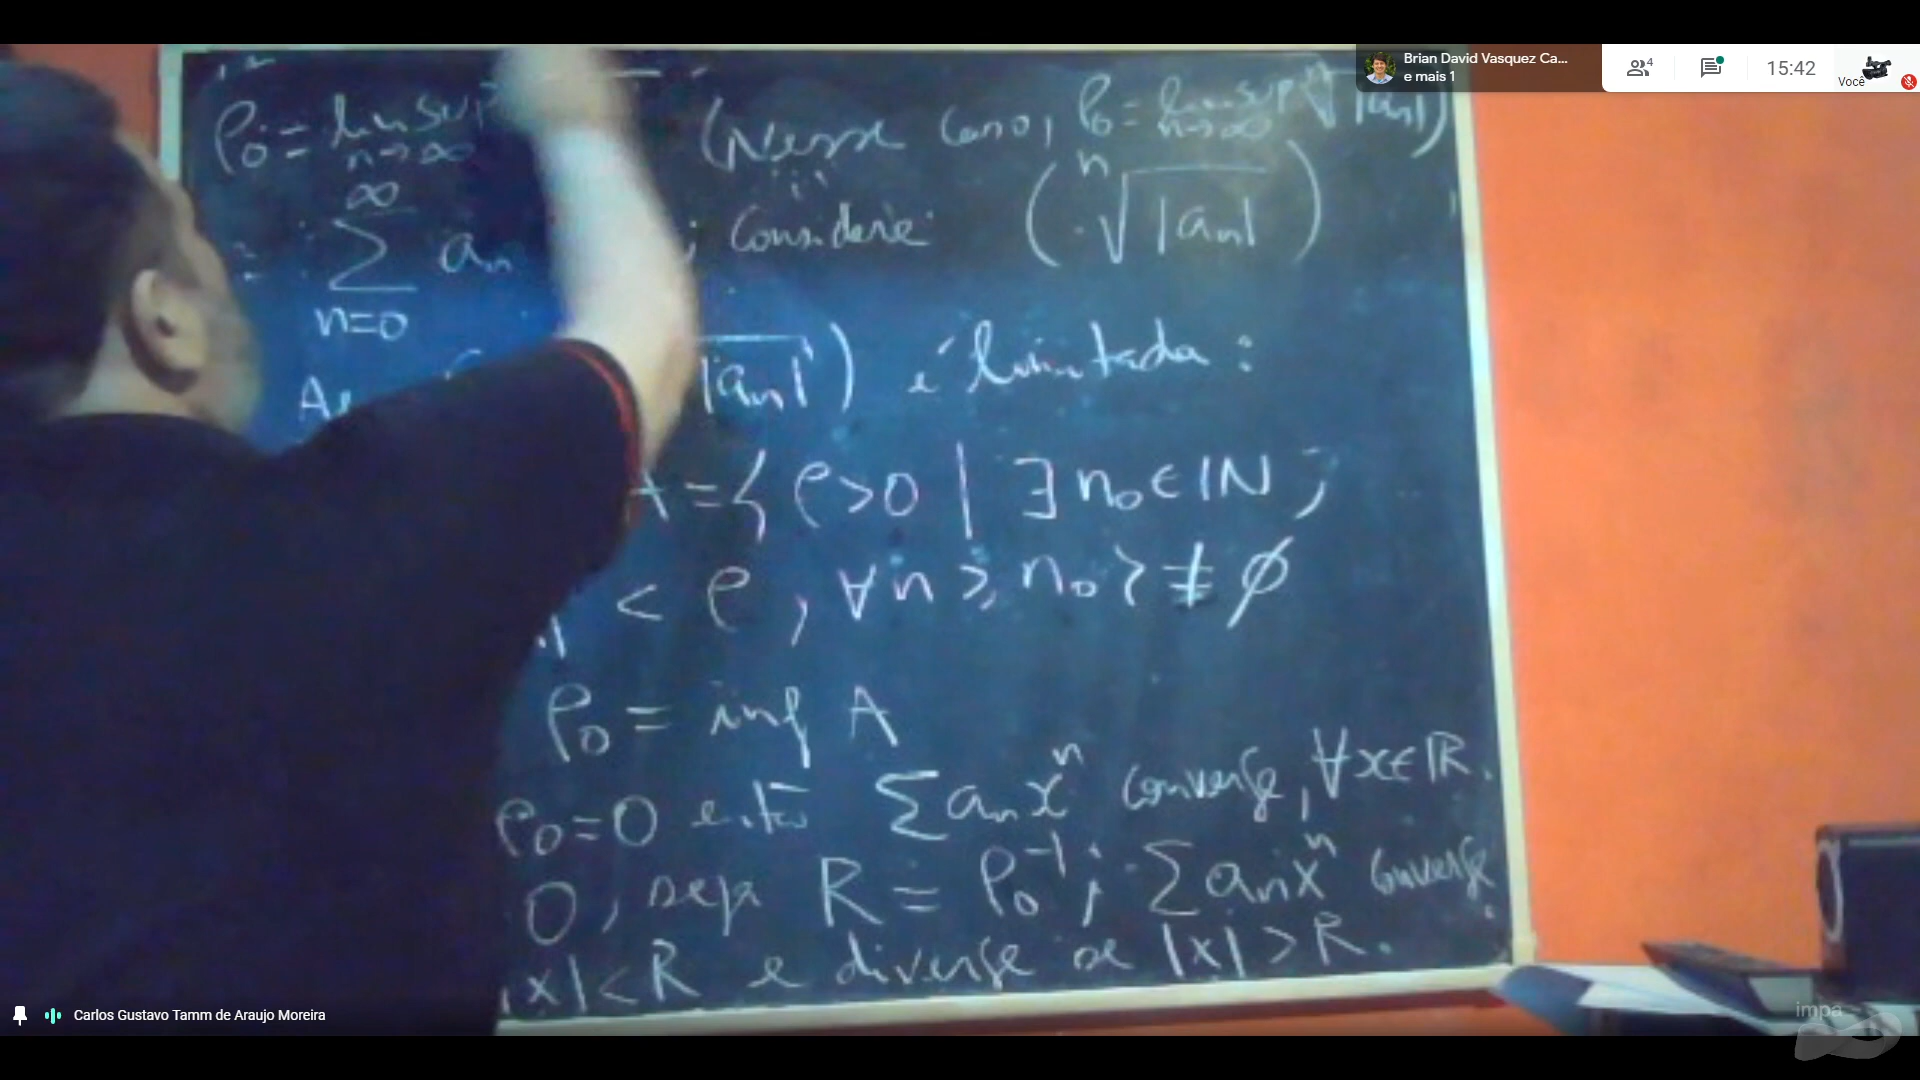 Brian David Vasquez Ca...
e mais 1
4
15:42
Você
ρ₀ = lim sup n→∞ (Nesse caso, ρ₀ = lim sup n→∞ ⁿ√|aₙ|)
∞ ∑ n=0 aₙ ; considere (ⁿ√|aₙ|)
|aₙ|) é limitada:
A = { ρ>0 | ∃ n₀ ∈ ℕ ;
< ρ, ∀n ≥ n₀} ≠ ∅
ρ₀ = inf A
ρ₀=0 então ∑ aₙxⁿ converge, ∀x∈ℝ.
0, seja R = ρ₀⁻¹; ∑ aₙxⁿ converge
|x|<R e diverge se |x|>R.
Carlos Gustavo Tamm de Araujo Moreira
impa